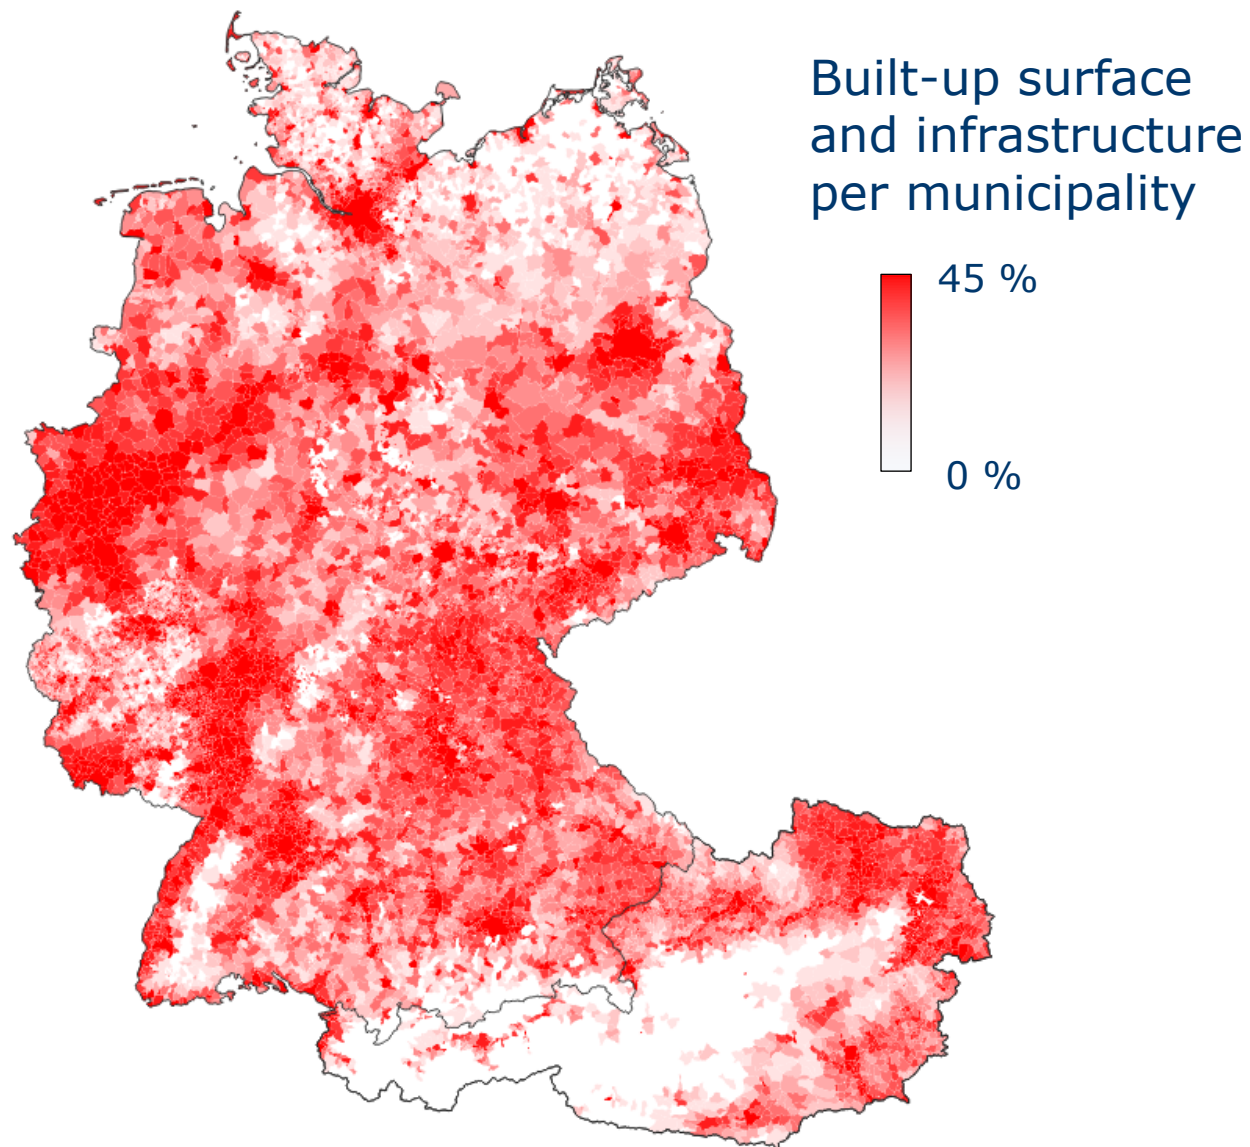 Built-up surface
and infrastructure
per municipality
45 %
0 %